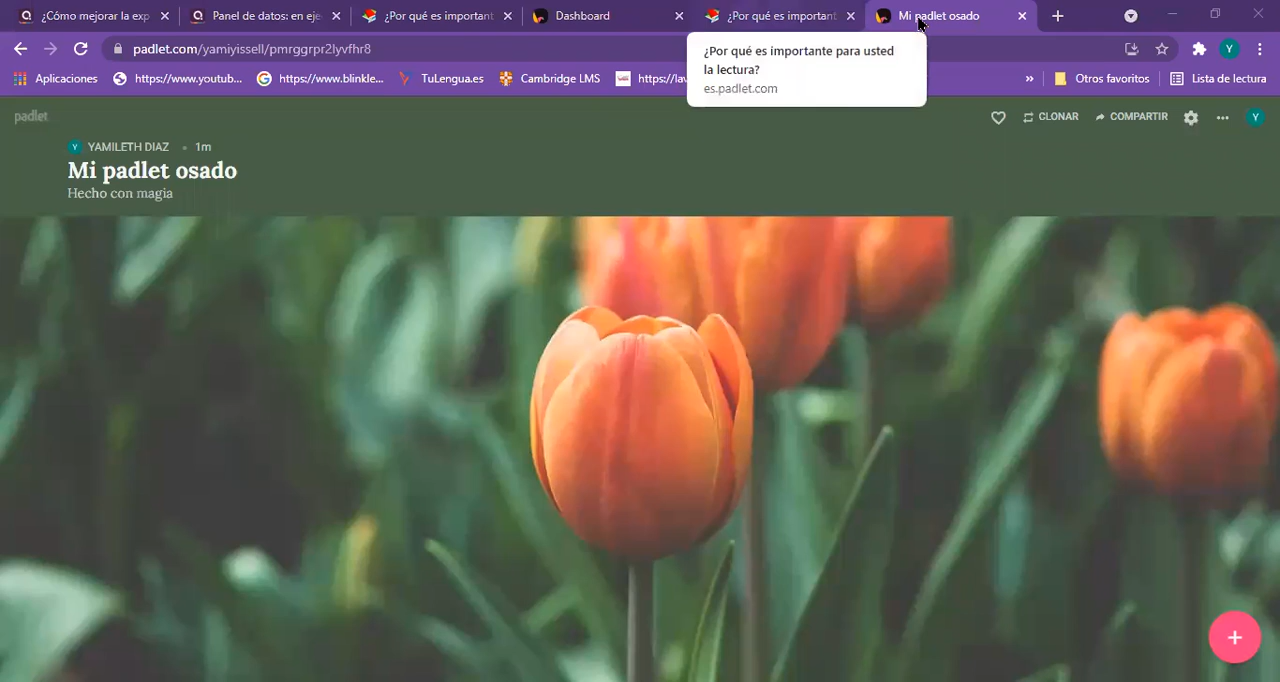 ¿Cómo mejorar la exp
Panel de datos: en eje
¿Por qué es important
Dashboard
¿Por qué es important
Mi padlet osado
padlet.com/yamiyissell/pmrggrpr2lyvfhr8
Y
¿Por qué es importante para usted
la lectura?
es.padlet.com
Aplicaciones
https://www.youtub...
https://www.blinkle...
TuLengua.es
Cambridge LMS
https://lav
»
Otros favoritos
Lista de lectura
padlet
CLONAR
COMPARTIR
Y
Y YAMILETH DIAZ • 1m
Mi padlet osado
Hecho con magia